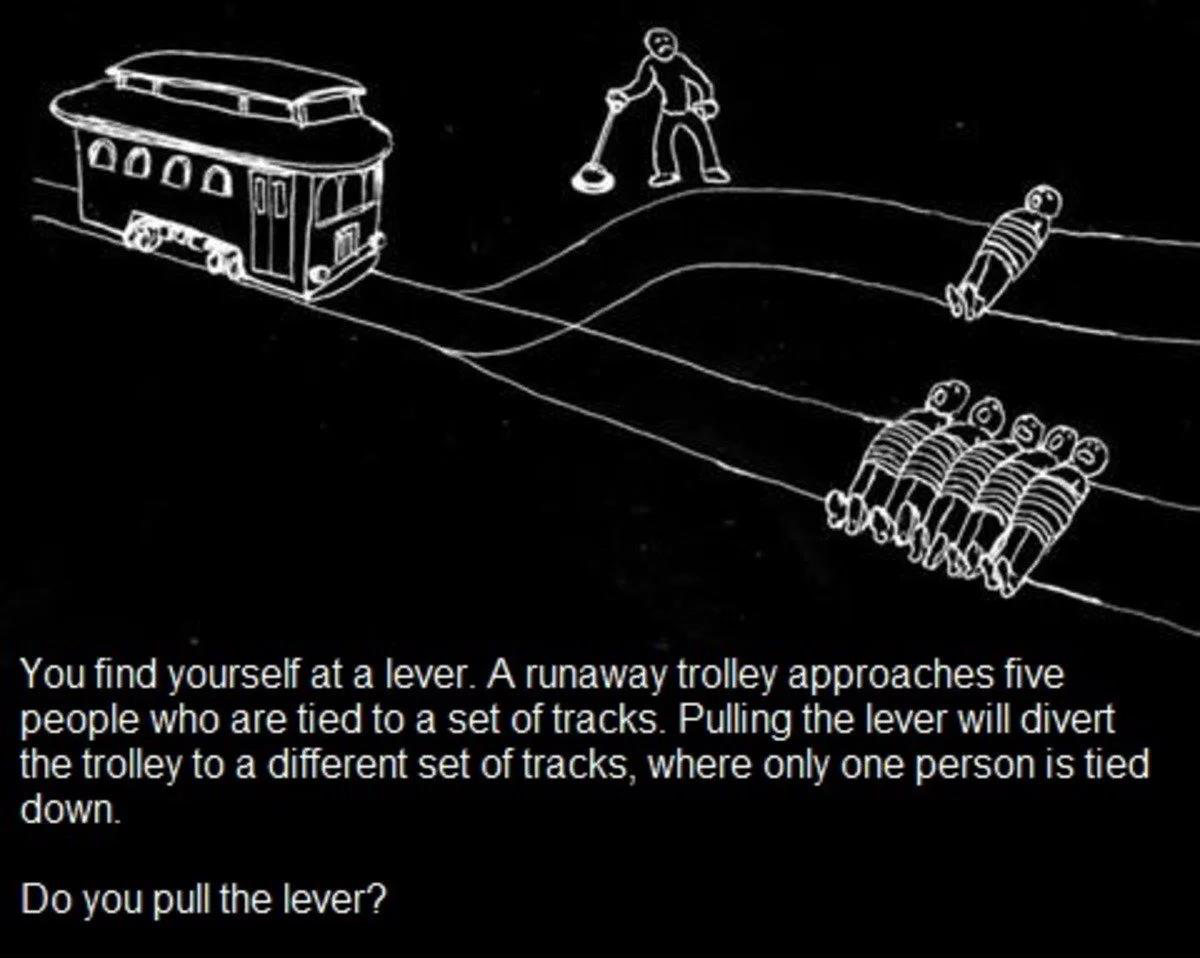 You find yourself at a lever. A runaway trolley approaches five
people who are tied to a set of tracks. Pulling the lever will divert
the trolley to a different set of tracks, where only one person is tied
down.
Do you pull the lever?